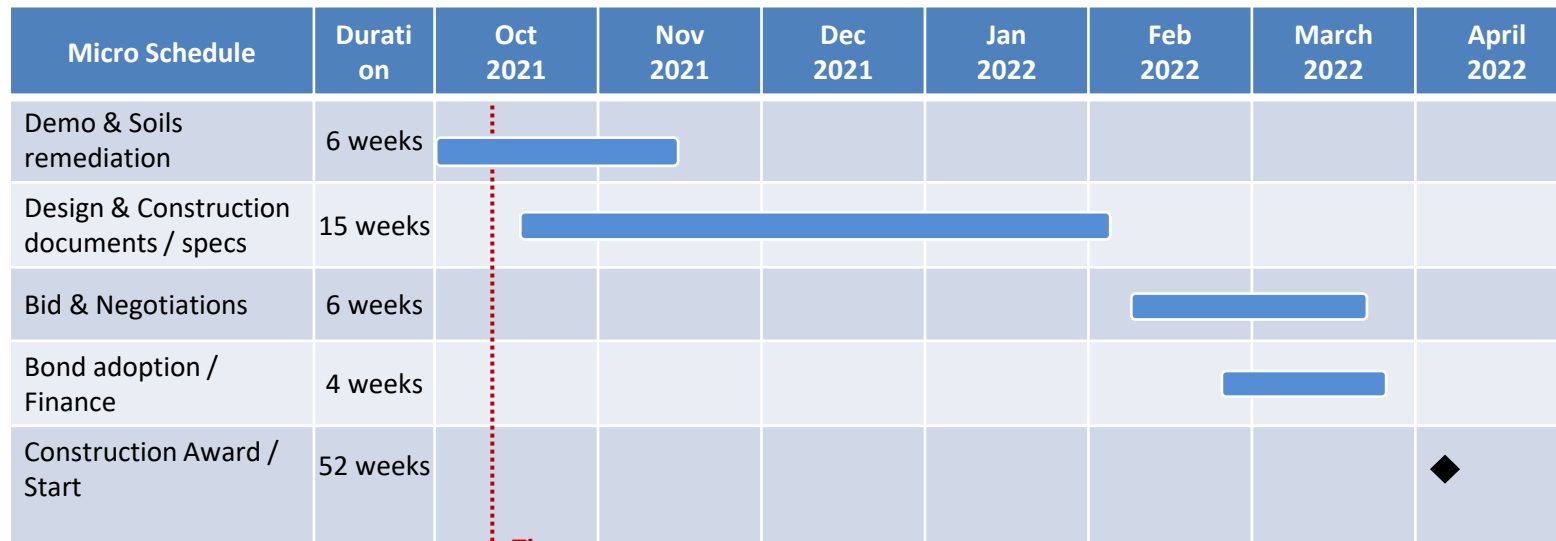 Micro Schedule
Durati
on
Oct
2021
Nov
2021
Dec
2021
Jan
2022
Feb
2022
March
2022
April
2022
Demo & Soils
remediation
6 weeks
Design & Construction
documents / specs
15 weeks
Bid & Negotiations
6 weeks
Bond adoption /
Finance
4 weeks
Construction Award /
Start
52 weeks